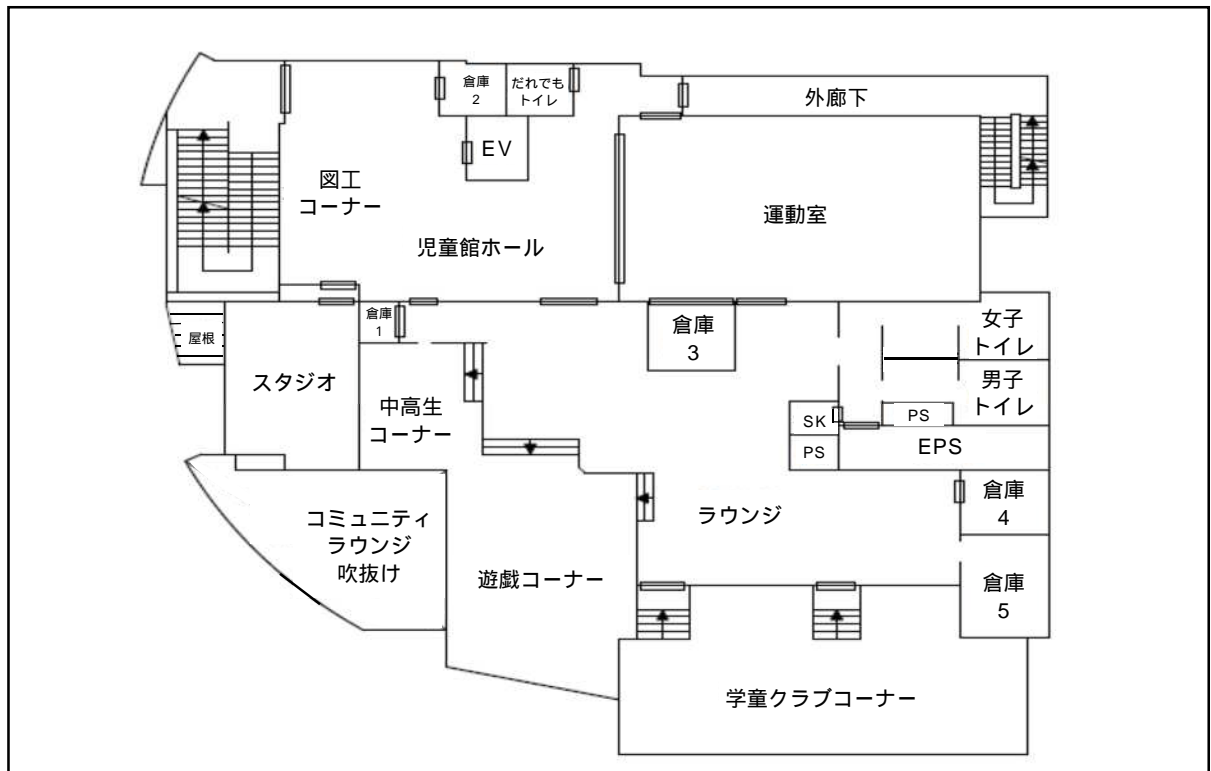 倉庫
2
だれでも
トイレ
外廊下
EV
図工
コーナー
運動室
児童館ホール
屋根
倉庫
1
倉庫
3
女子
トイレ
スタジオ
中高生
コーナー
男子
トイレ
SK
PS
PS
EPS
コミュニティ
ラウンジ
吹抜け
ラウンジ
倉庫
4
遊戯コーナー
倉庫
5
学童クラブコーナー